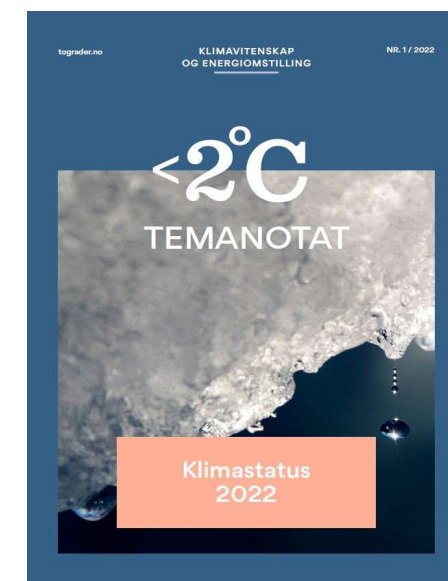 tograder.no
KLIMAVITENSKAP
OG ENERGIOMSTILLING
NR. 1 / 2022
<2°C
TEMANOTAT
Klimastatus
2022